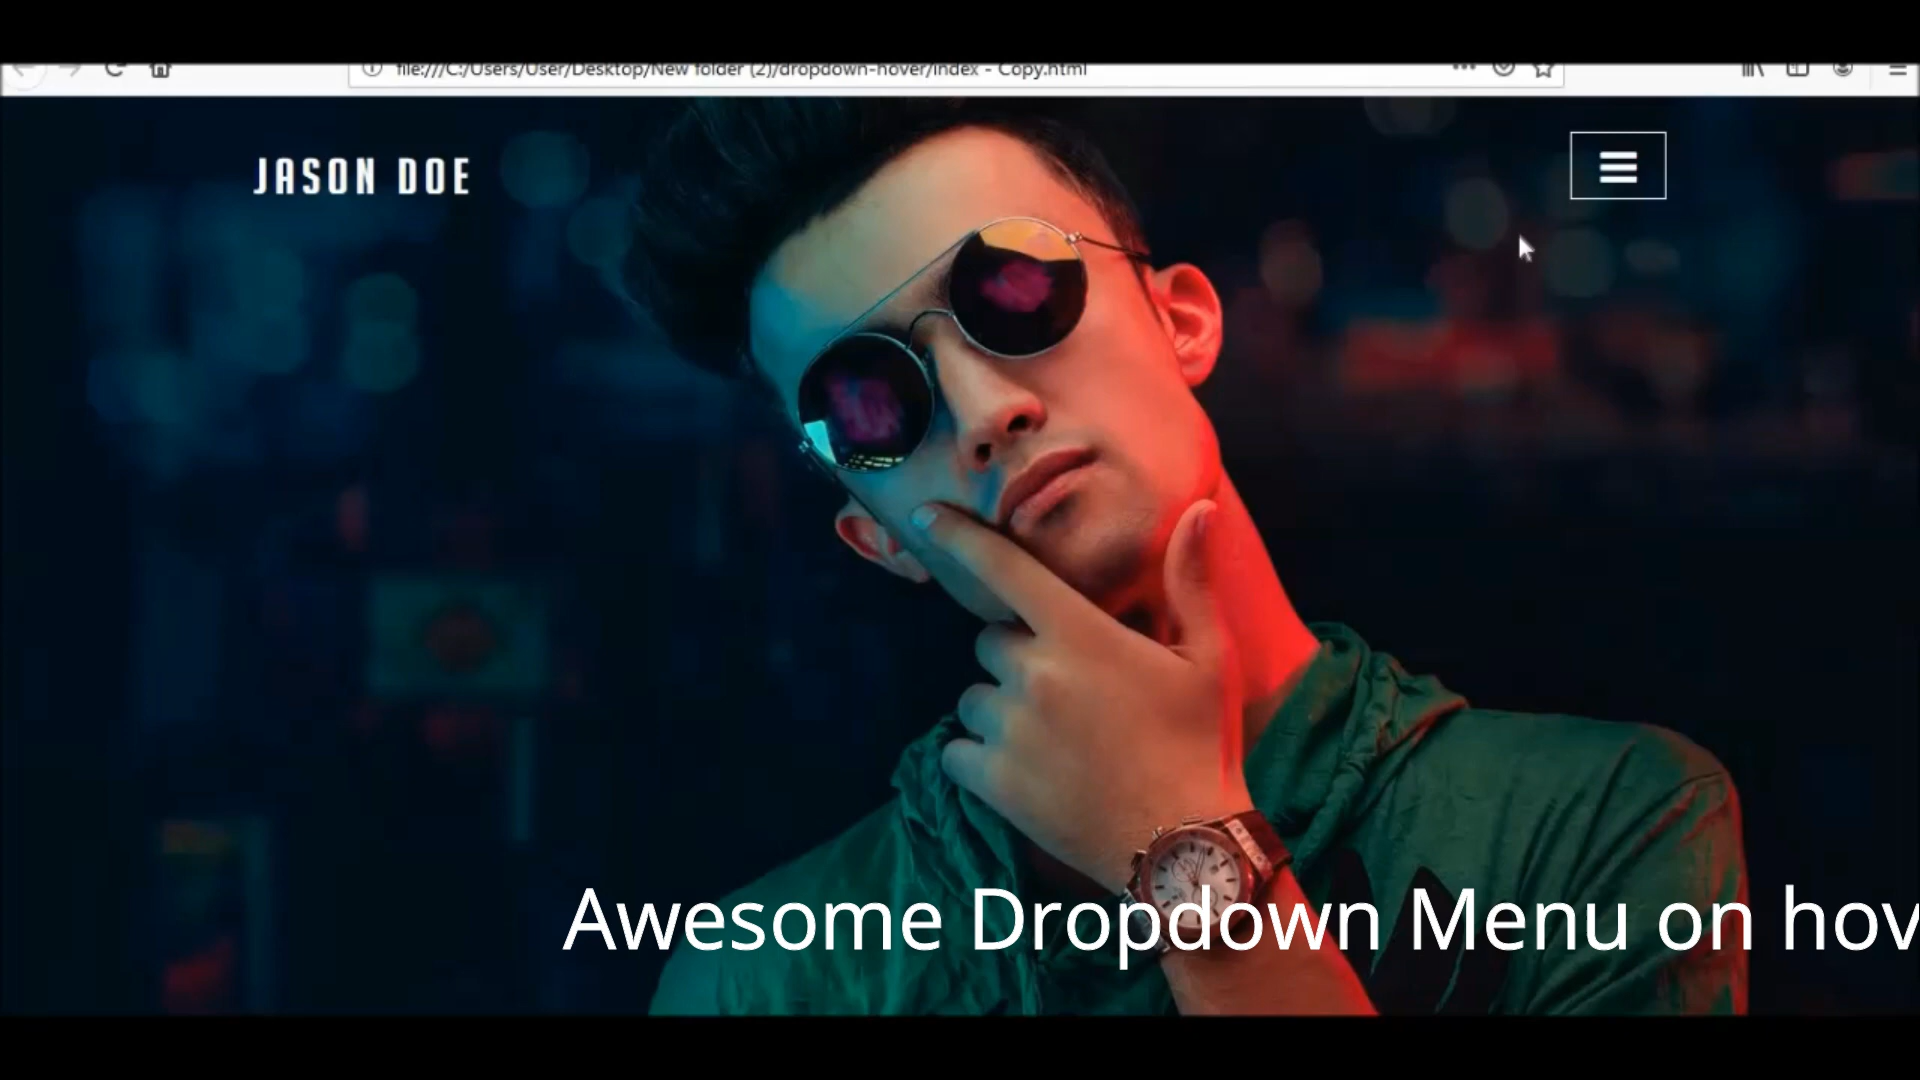 file:///C:/Users/User/Desktop/New folder (2)/dropdown-hover/index - Copy.html
JASON DOE
Awesome Dropdown Menu on hov